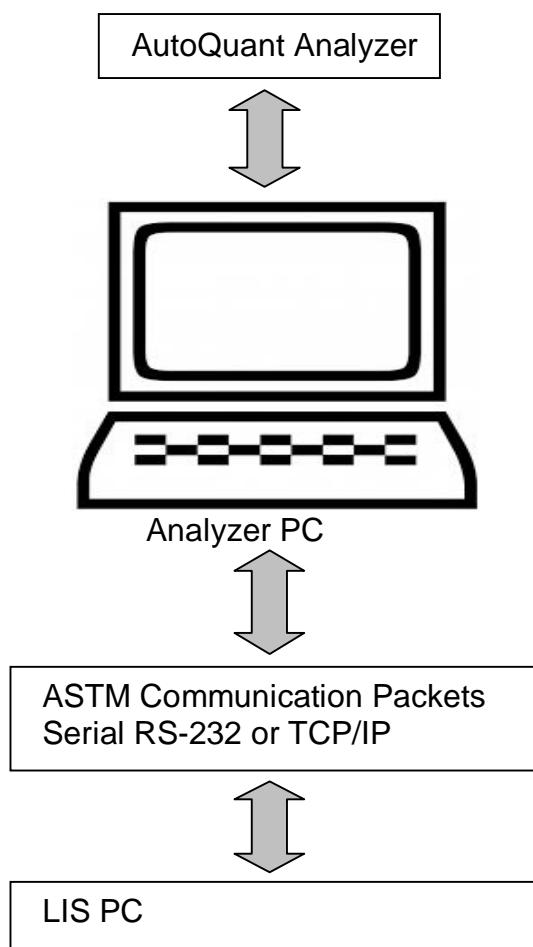 AutoQuant Analyzer
Analyzer PC
ASTM Communication Packets
Serial RS-232 or TCP/IP
LIS PC